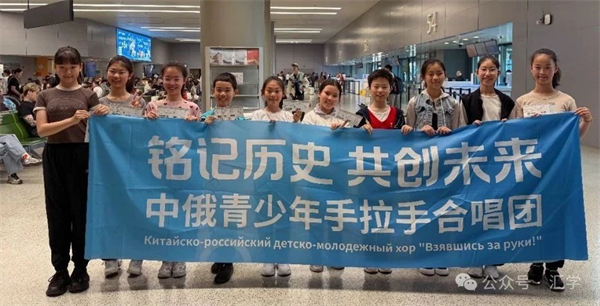 5A
铭记历史 共创未来
中俄青少年手拉手合唱团
Китайско-российский детско-молодежный хор "Взявшись за руки!"
公众号 · 汇学